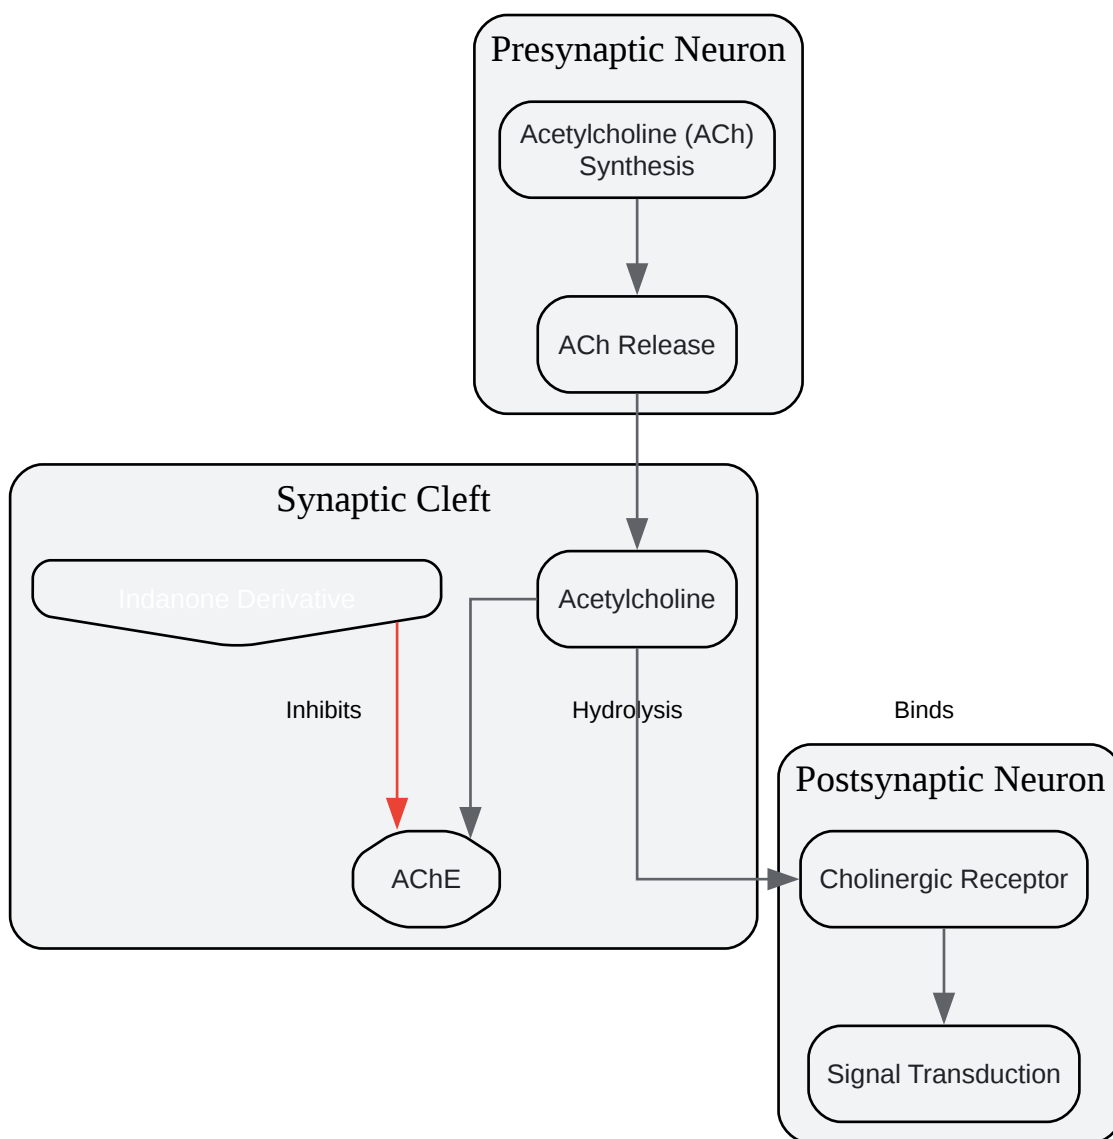 Presynaptic Neuron
Acetylcholine (ACh)
Synthesis
ACh Release
Synaptic Cleft
Indanone Derivative
Acetylcholine
Inhibits
Hydrolysis
Binds
AChE
Postsynaptic Neuron
Cholinergic Receptor
Signal Transduction